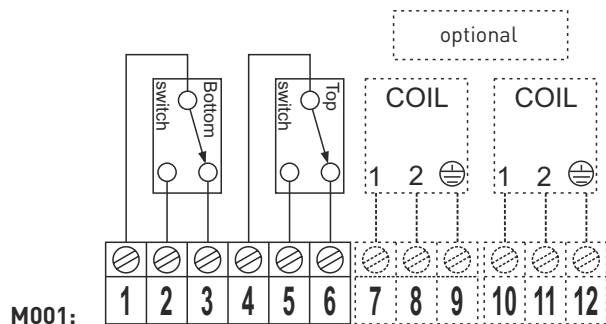 optional
Bottom
switch
Top
switch
COIL
COIL
1 2
1 2
M001: 1 2 3 4 5 6 7 8 9 10 11 12